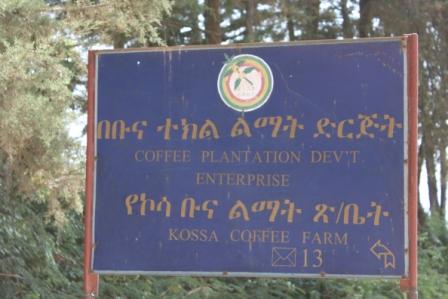 በቡና ተክል ልማት ድርጅት
COFFEE PLANTATION DEV'T
ENTERPRISE
የኮሳ ቡና ልማት ጽ/ቤት
KOSSA COFFEE FARM
13